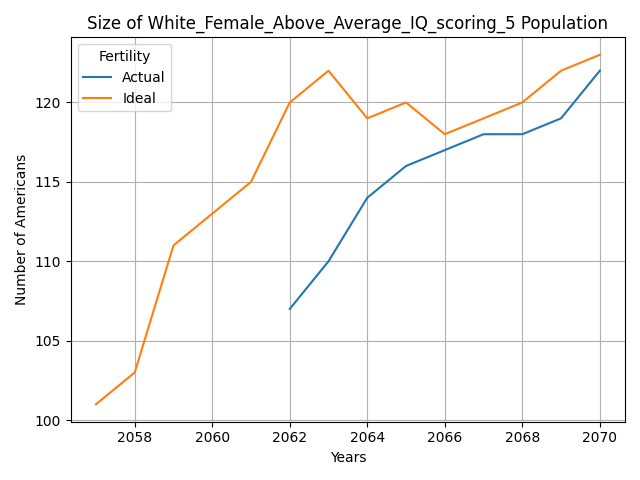 Size of White_Female_Above_Average_IQ_scoring_5 Population
Fertility
Actual
Ideal
Number of Americans
120
115
110
105
100
2058 2060 2062 2064 2066 2068 2070
Years